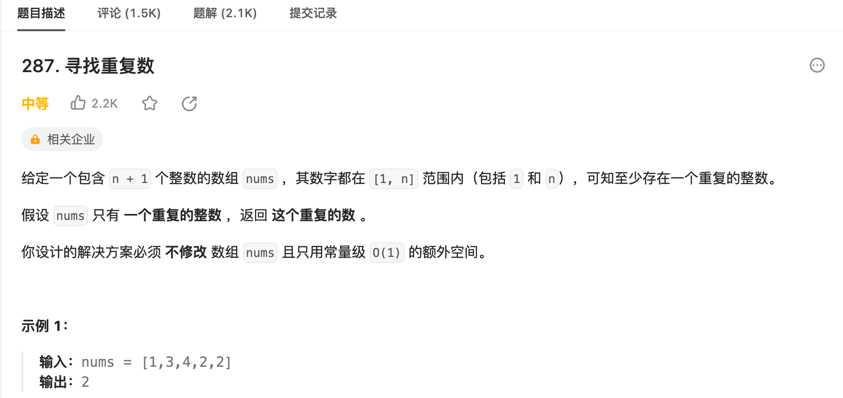 题目描述 评论 (1.5K) 题解 (2.1K) 提交记录
287. 寻找重复数
中等 2.2K
相关企业
给定一个包含 n + 1 个整数的数组 nums ，其数字都在 [1, n] 范围内（包括 1 和 n），可知至少存在一个重复的整数。
假设 nums 只有 一个重复的整数 ，返回 这个重复的数 。
你设计的解决方案必须 不修改 数组 nums 且只用常量级 O(1) 的额外空间。
示例 1：
输入：nums = [1,3,4,2,2]
输出：2